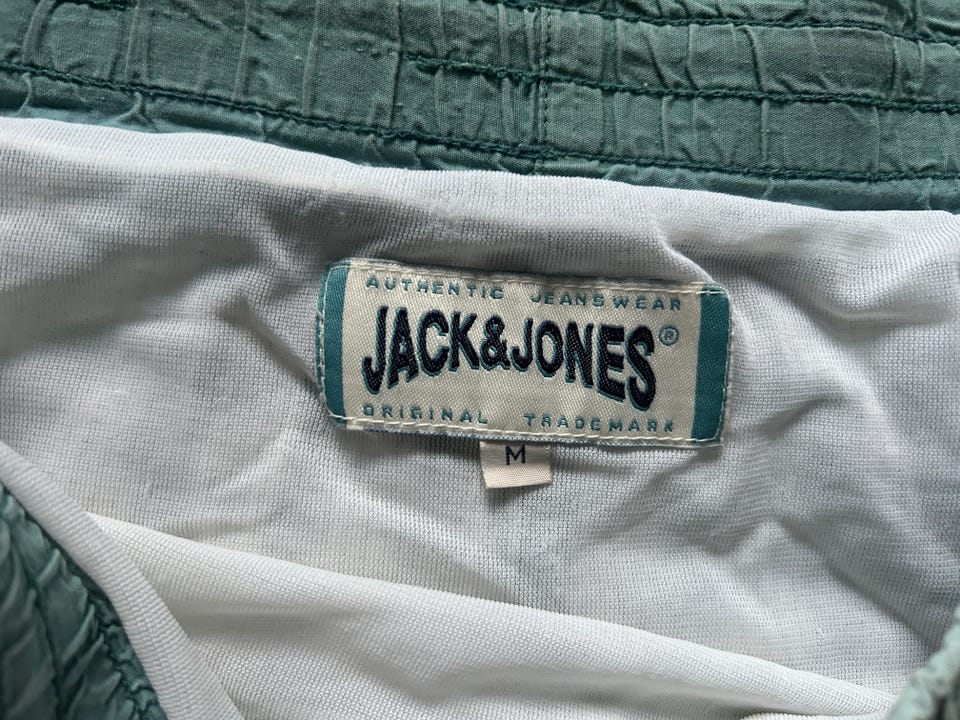 AUTHENTIC JEANSWEAR
JACK&JONES®
ORIGINAL TRADEMARK
M